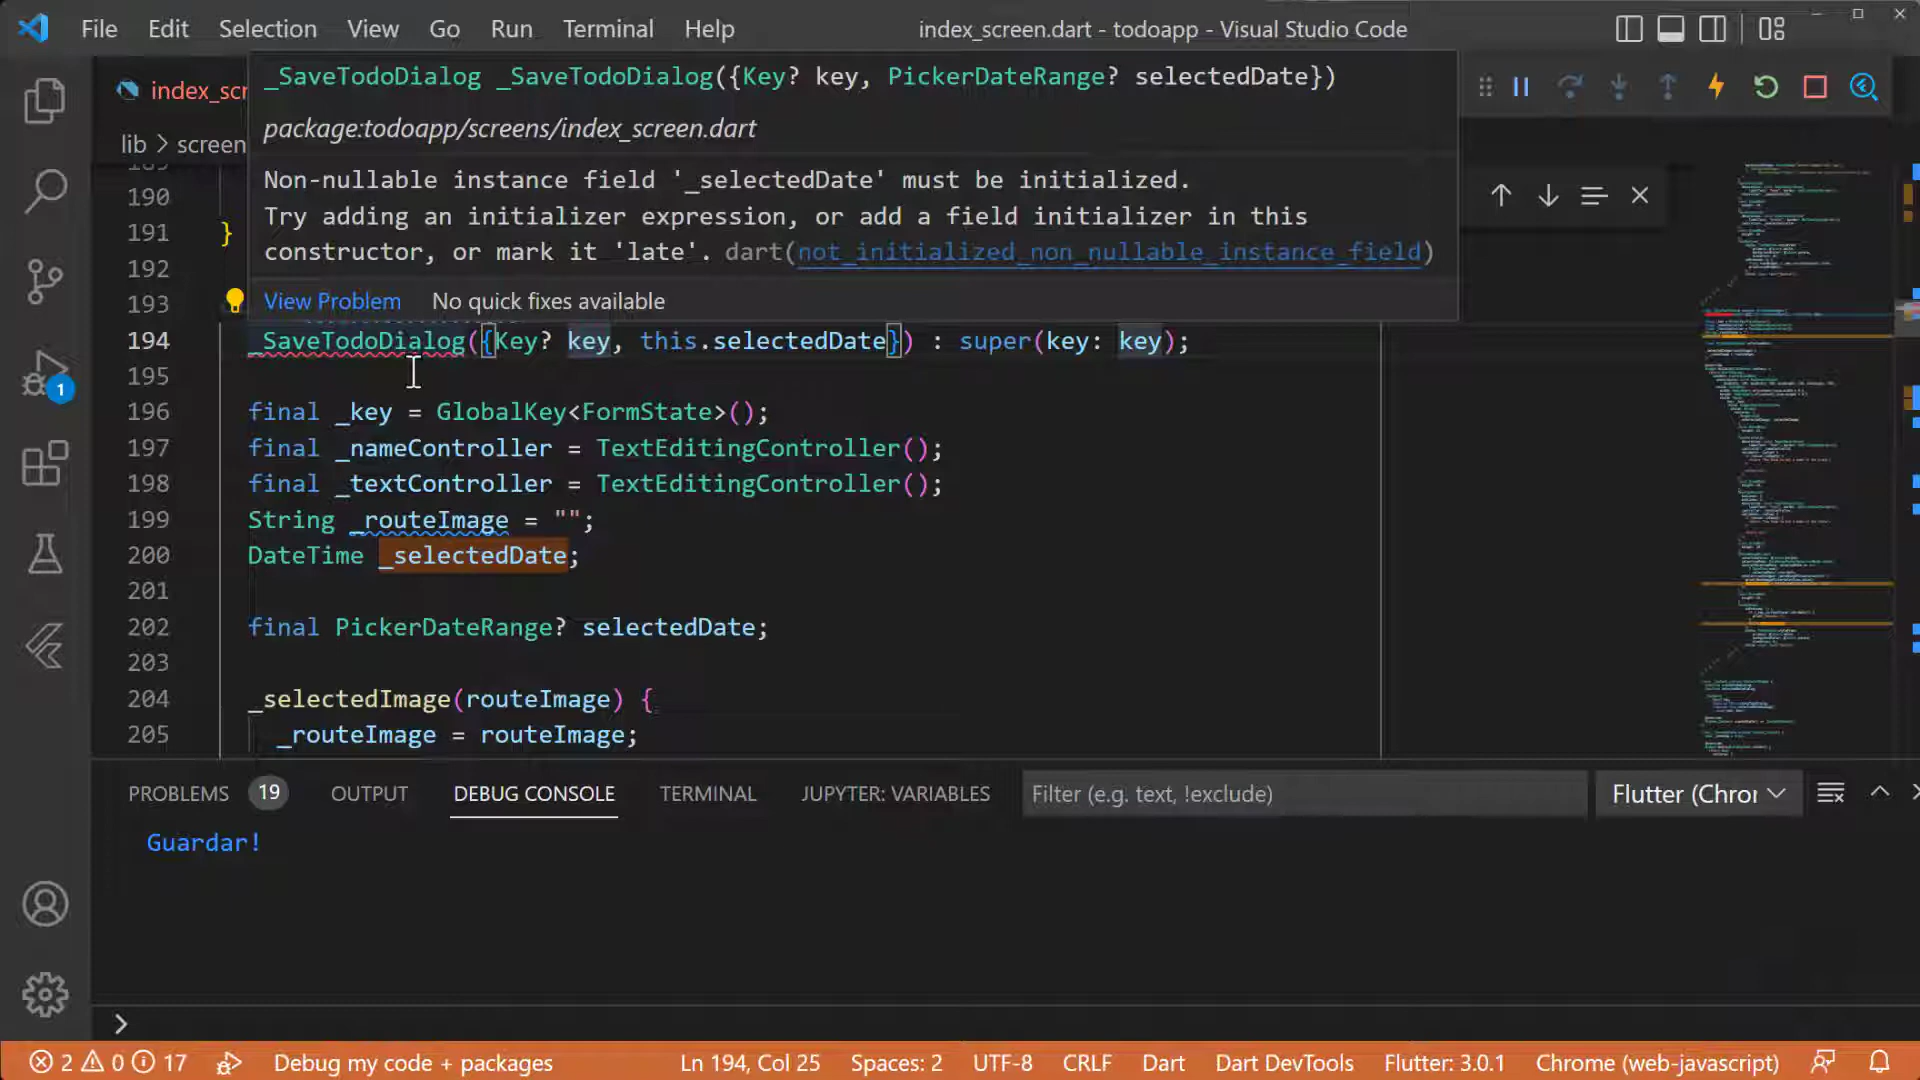 File Edit Selection View Go Run Terminal Help
index_screen.dart - todoapp - Visual Studio Code
index_scr
_SaveTodoDialog _SaveTodoDialog({Key? key, PickerDateRange? selectedDate})
package:todoapp/screens/index_screen.dart
lib > screen
Non-nullable instance field '_selectedDate' must be initialized.
Try adding an initializer expression, or add a field initializer in this
constructor, or mark it 'late'. dart(not_initialized_non_nullable_instance_field)
View Problem No quick fixes available
189
190
191 }
192
193
194 _SaveTodoDialog({Key? key, this.selectedDate}) : super(key: key);
195
196 final _key = GlobalKey<FormState>();
197 final _nameController = TextEditingController();
198 final _textController = TextEditingController();
199 String _routeImage = "";
200 DateTime _selectedDate;
201
202 final PickerDateRange? selectedDate;
203
204 _selectedImage(routeImage) {
205 _routeImage = routeImage;
1
PROBLEMS 19 OUTPUT DEBUG CONSOLE TERMINAL JUPYTER: VARIABLES Filter (e.g. text, !exclude) Flutter (Chror
Guardar!
2 0 17 Debug my code + packages Ln 194, Col 25 Spaces: 2 UTF-8 CRLF Dart Dart DevTools Flutter: 3.0.1 Chrome (web-javascript)